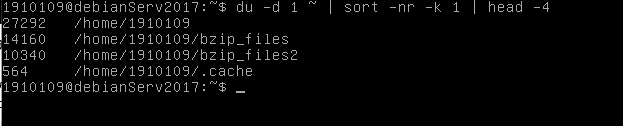 1910109@debianServ2017:~$ du -d 1 ~ | sort -nr -k 1 | head -4
27292 /home/1910109
14160 /home/1910109/bzip_files
10340 /home/1910109/bzip_files2
564 /home/1910109/.cache
1910109@debianServ2017:~$ _